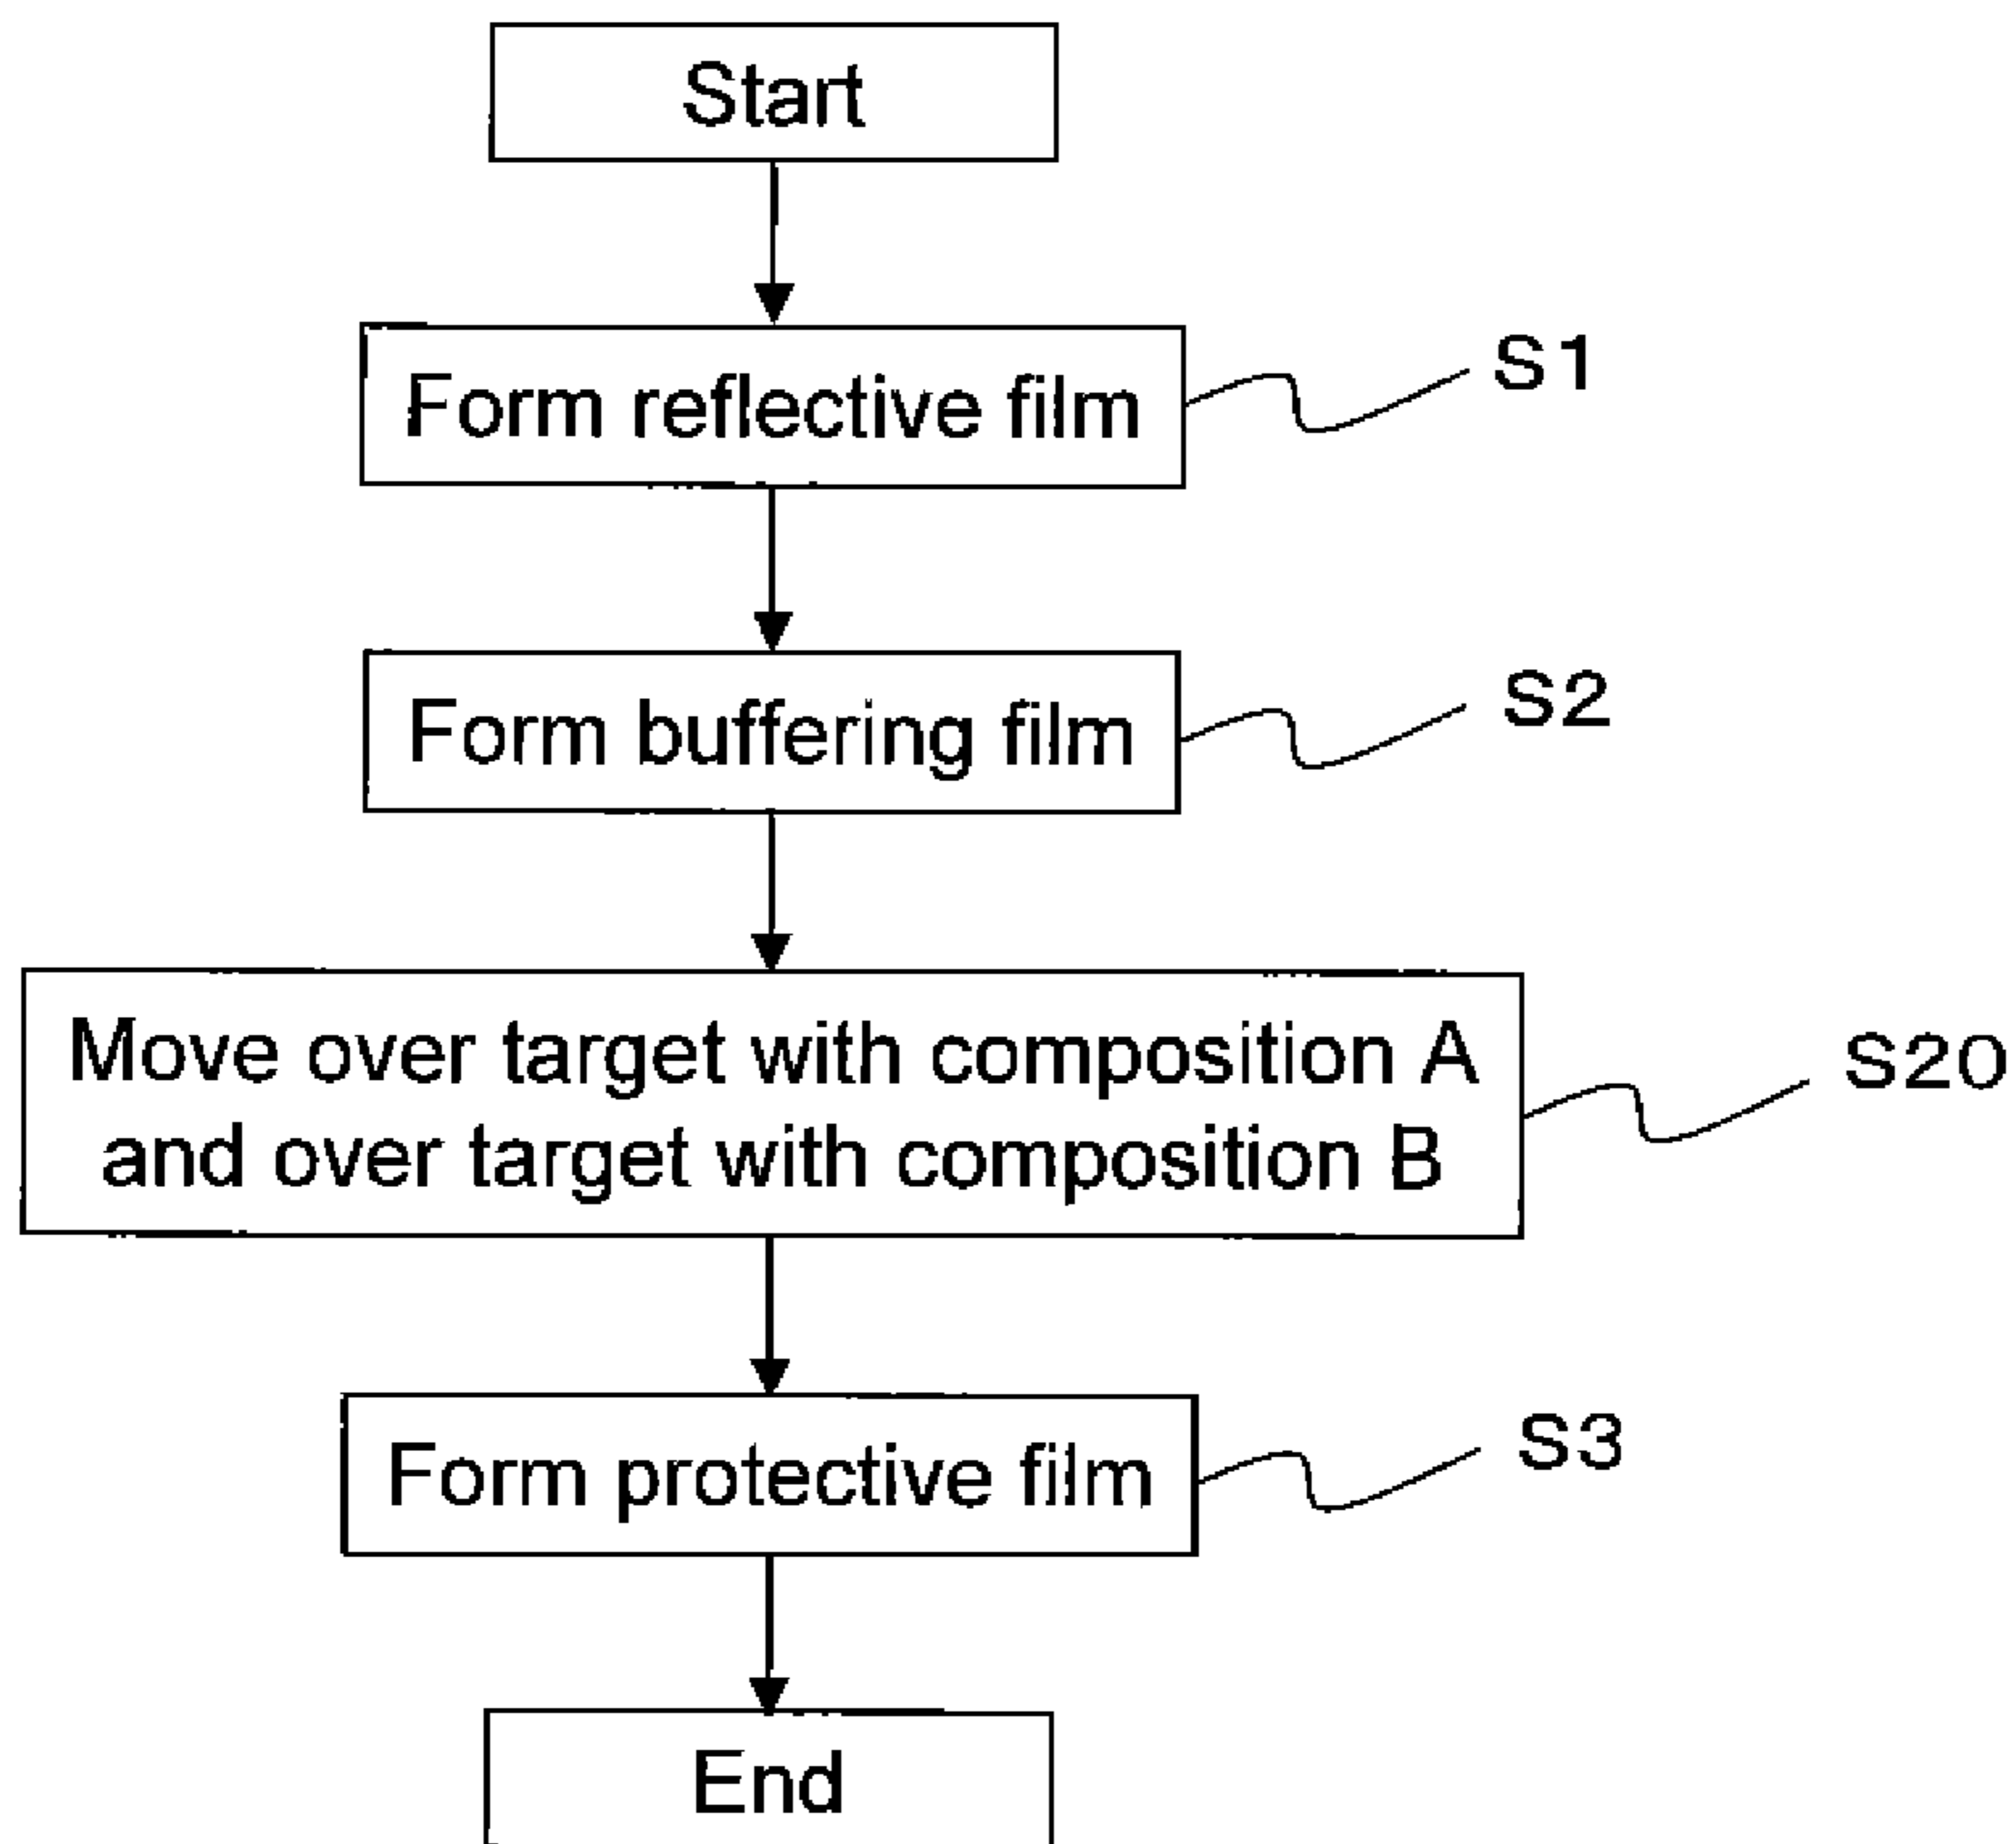 Start
Form reflective film
S1
Form buffering film
S2
Move over target with composition A
and over target with composition B
S20
Form protective film
S3
End